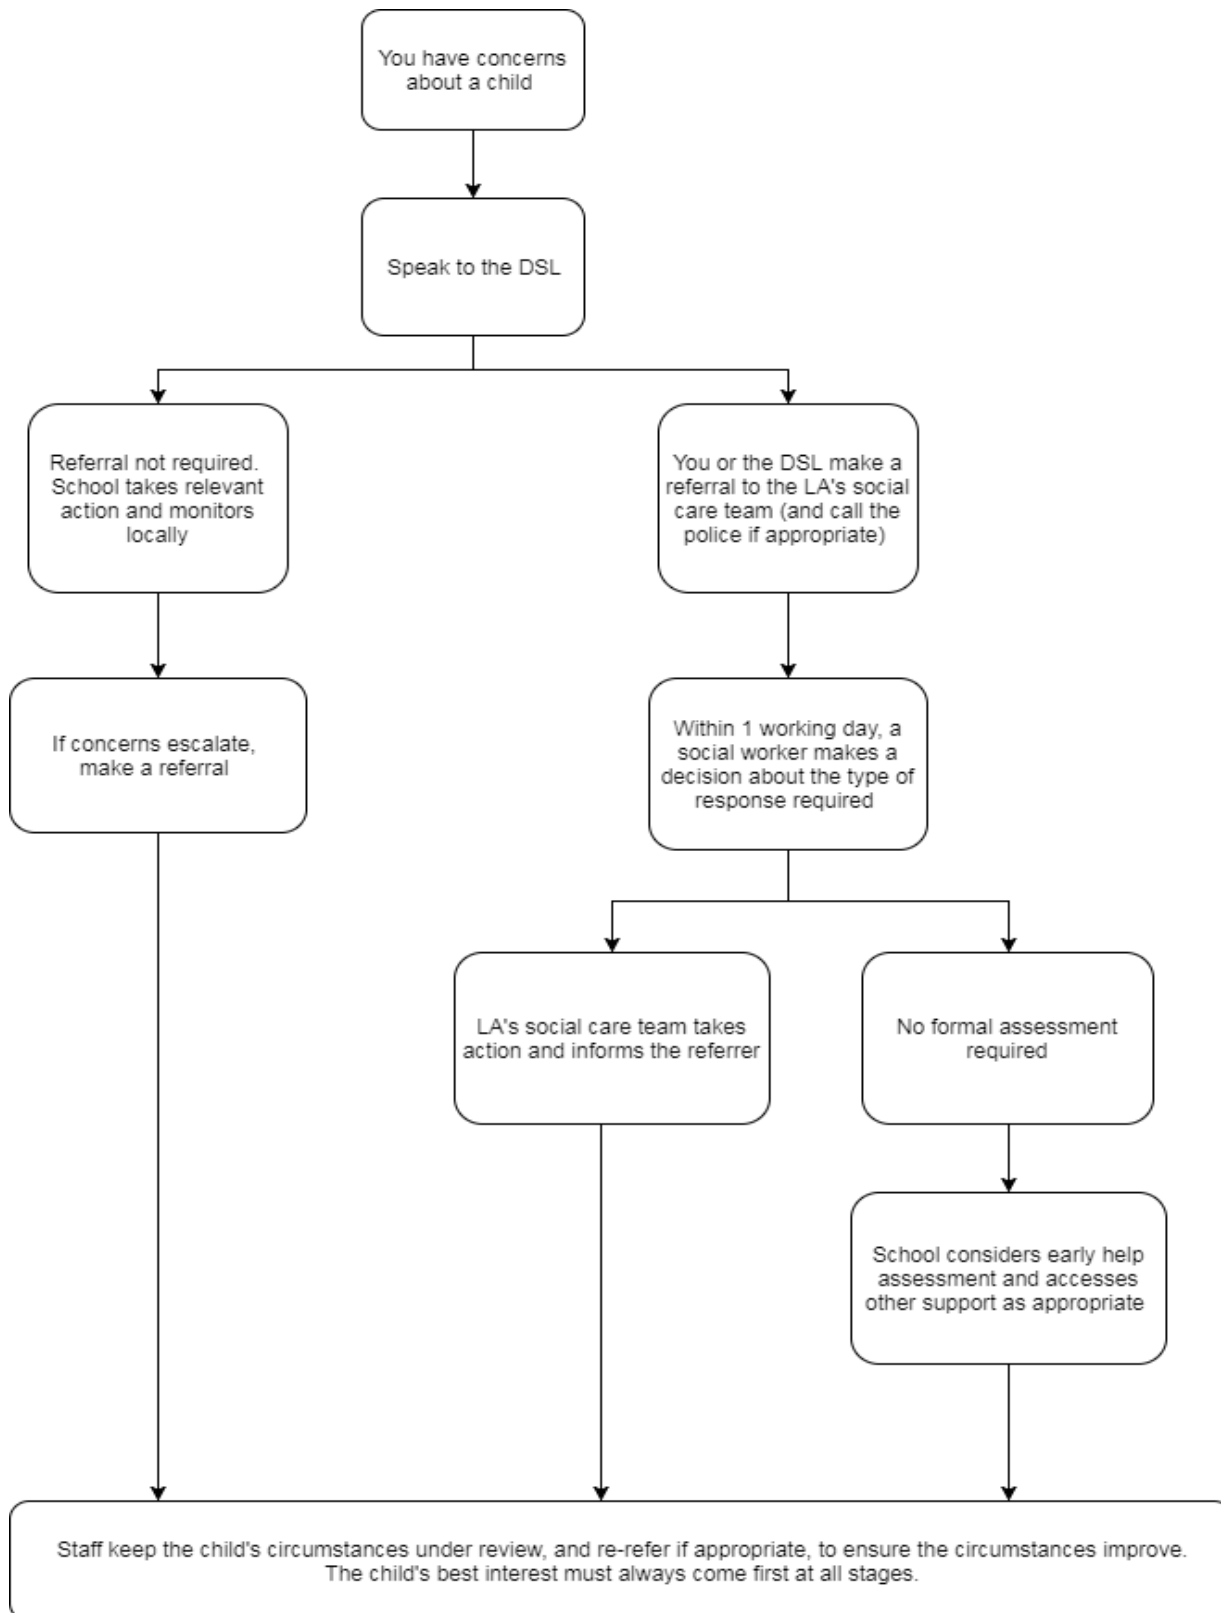 You have concerns
about a child
Speak to the DSL
Referral not required.
School takes relevant
action and monitors
locally
You or the DSL make a
referral to the LA's social
care team (and call the
police if appropriate)
If concerns escalate,
make a referral
Within 1 working day, a
social worker makes a
decision about the type of
response required
LA's social care team takes
action and informs the referrer
No formal assessment
required
School considers early help
assessment and accesses
other support as appropriate
Staff keep the child's circumstances under review, and re-refer if appropriate, to ensure the circumstances improve.
The child's best interest must always come first at all stages.